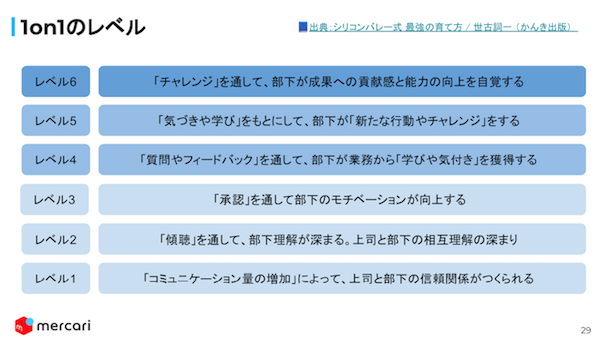 1on1のレベル
出典:シリコンバレー式 最強の育て方 / 世古詞一 (かんき出版)
レベル6 「チャレンジ」を通して、部下が成果への貢献感と能力の向上を自覚する
レベル5 「気づきや学び」をもとにして、部下が「新たな行動やチャレンジ」をする
レベル4 「質問やフィードバック」を通して、部下が業務から「学びや気付き」を獲得する
レベル3 「承認」を通して部下のモチベーションが向上する
レベル2 「傾聴」を通して、部下理解が深まる。上司と部下の相互理解の深まり
レベル1 「コミュニケーション量の増加」によって、上司と部下の信頼関係がつくられる
mercari
29